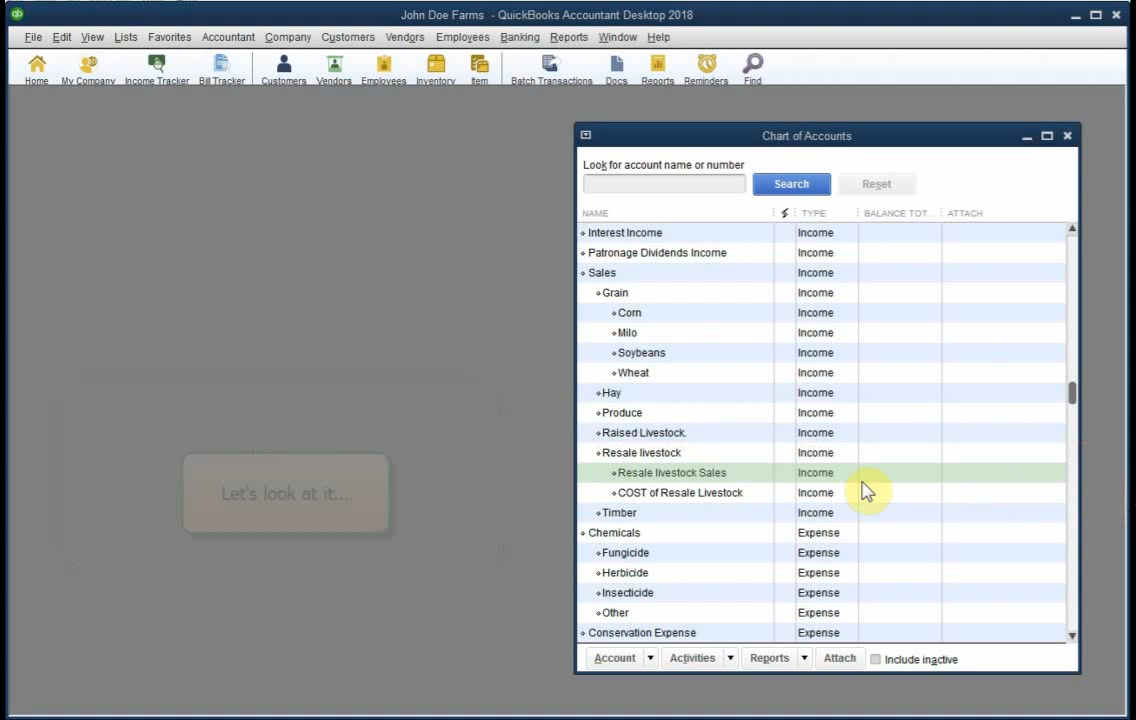 John Doe Farms - QuickBooks Accountant Desktop 2018
File Edit View Lists Favorites Accountant Company Customers Vendors Employees Banking Reports Window Help
Home My Company Income Tracker Bill Tracker Customers Vendors Employees Inventory Item Batch Transactions Docs Reports Reminders Find
Chart of Accounts
Look for account name or number
Search Reset
NAME TYPE BALANCE TOT... ATTACH
Interest Income Income
Patronage Dividends Income Income
Sales Income
Grain Income
Corn Income
Milo Income
Soybeans Income
Wheat Income
Hay Income
Produce Income
Raised Livestock. Income
Resale livestock Income
Resale livestock Sales Income
COST of Resale Livestock Income
Timber Income
Chemicals Expense
Fungicide Expense
Herbicide Expense
Insecticide Expense
Other Expense
Conservation Expense Expense
Account Activities Reports Attach Include inactive
Let's look at it...